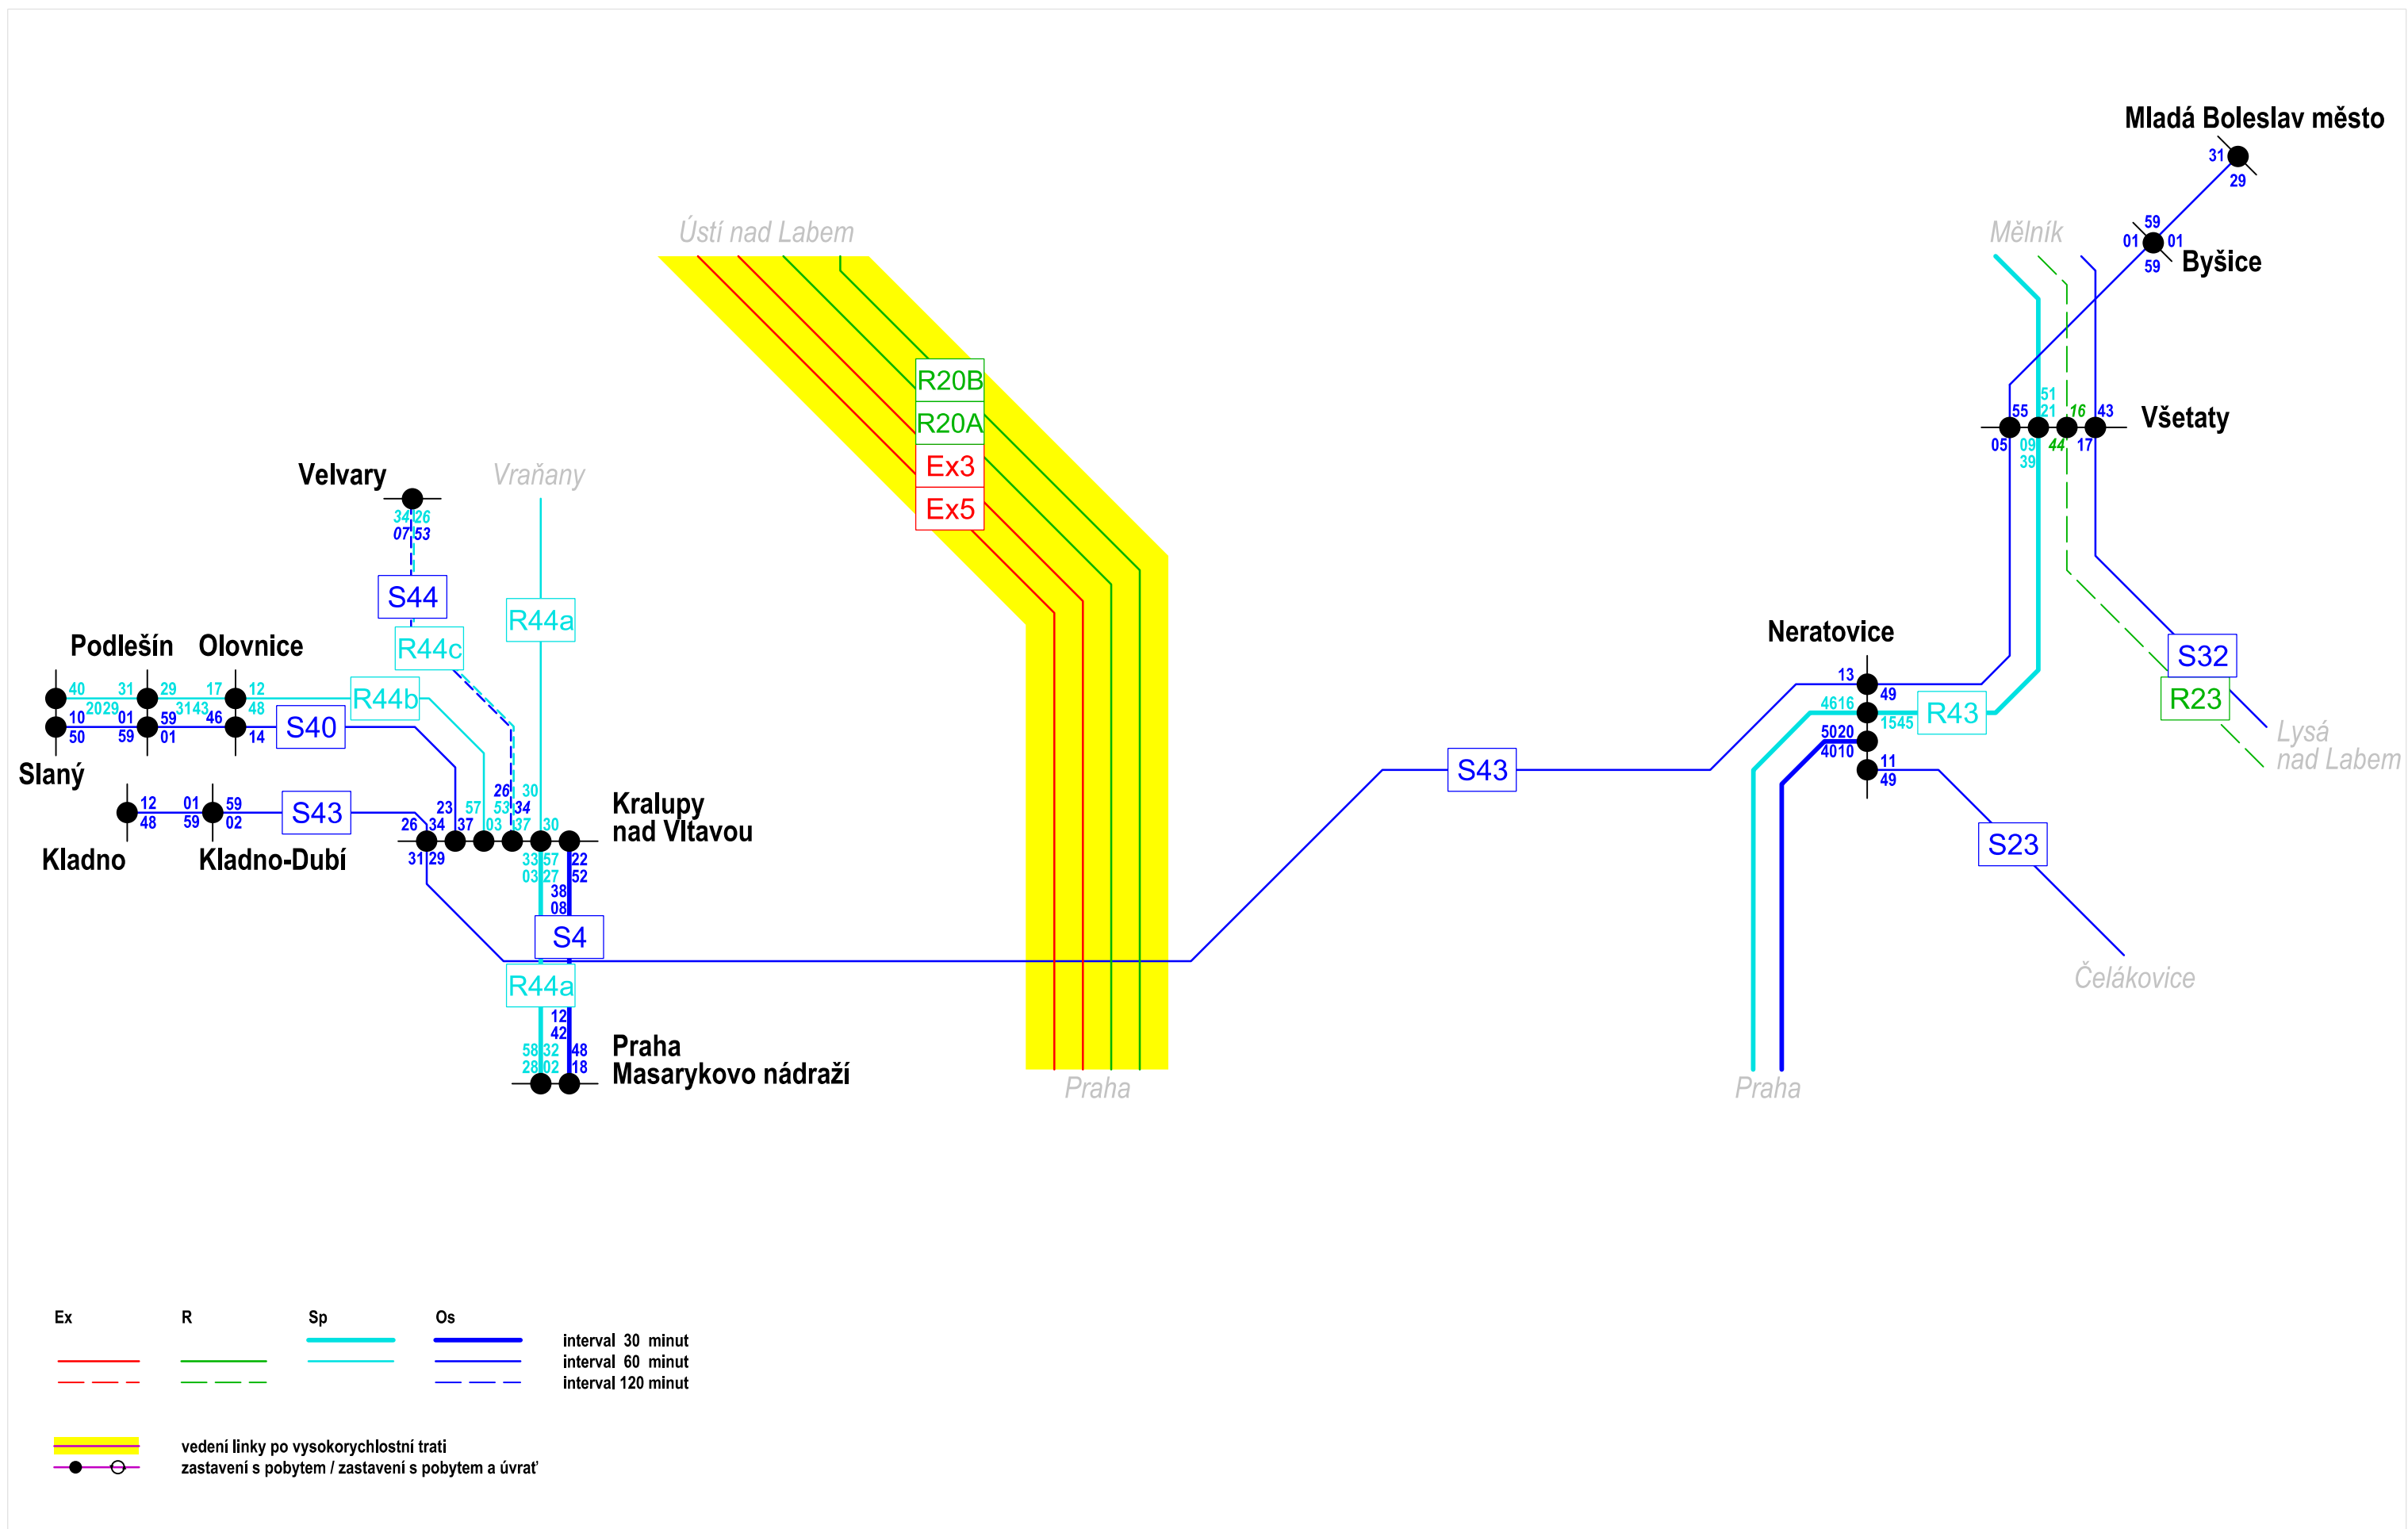 Mladá Boleslav město
31
29
Ústí nad Labem
Mělník
59
01 01
59
Byšice
R20B
R20A
Ex3
Ex5
51
55 21 16 43
Všetaty
05 09 44 17
39
Velvary
Vraňany
34 26
07 53
S44
R44a
R44c
Podlešín
Olovnice
Neratovice
S32
R23
40 31 29 17 12
2029 3143 48
R44b
10 01 59 46
50 59 01 14
S40
Slaný
13
49
4616
1545
R43
5020
4010
11
49
Lysá
nad Labem
S43
12 01 59
48 59 02
S43
Kladno
Kladno-Dubí
26 30
23 57 53 34
26 34 37 03 37 30
Kralupy
nad Vltavou
31 29
33 57 22
03 27 52
38
08
S4
R44a
S23
Čelákovice
12
42
58 32 48
28 02 18
Praha
Masarykovo nádraží
Praha
Praha
Ex R Sp Os
interval 30 minut
interval 60 minut
interval 120 minut
vedení linky po vysokorychlostní trati
zastavení s pobytem / zastavení s pobytem a úvrať